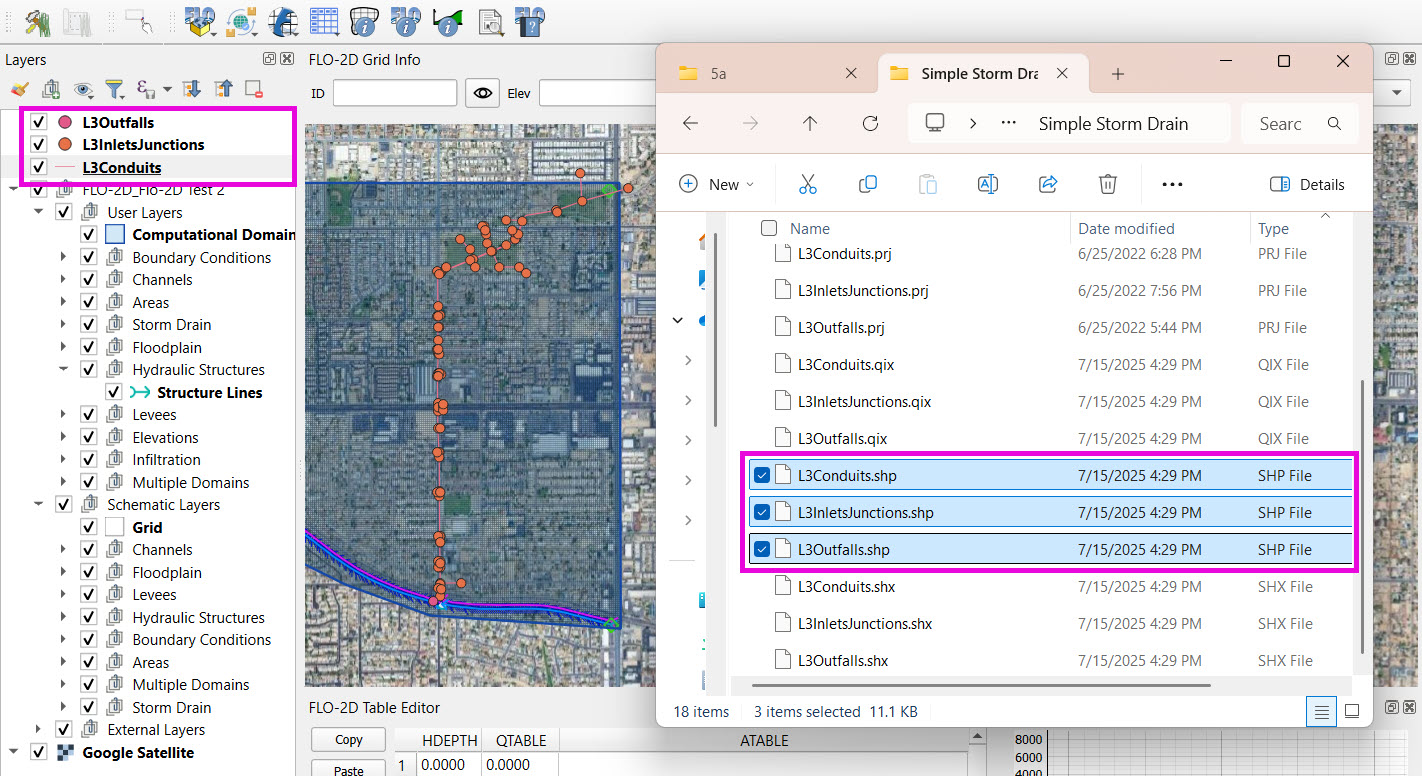 Layers
L3Outfalls
L3InletsJunctions
L3Conduits
FLO-2D_Flo-2D Test 2
User Layers
Computational Domain
Boundary Conditions
Channels
Areas
Storm Drain
Floodplain
Hydraulic Structures
Structure Lines
Levees
Elevations
Infiltration
Multiple Domains
Schematic Layers
Grid
Channels
Floodplain
Levees
Hydraulic Structures
Boundary Conditions
Areas
Multiple Domains
Storm Drain
External Layers
Google Satellite
FLO-2D Grid Info
ID Elev
5a Simple Storm Dra
Simple Storm Drain Searc
New Details
Name Date modified Type
L3Conduits.prj 6/25/2022 6:28 PM PRJ File
L3InletsJunctions.prj 6/25/2022 7:56 PM PRJ File
L3Outfalls.prj 6/25/2022 5:44 PM PRJ File
L3Conduits.qix 7/15/2025 4:29 PM QIX File
L3InletsJunctions.qix 7/15/2025 4:29 PM QIX File
L3Outfalls.qix 7/15/2025 4:29 PM QIX File
L3Conduits.shp 7/15/2025 4:29 PM SHP File
L3InletsJunctions.shp 7/15/2025 4:29 PM SHP File
L3Outfalls.shp 7/15/2025 4:29 PM SHP File
L3Conduits.shx 7/15/2025 4:29 PM SHX File
L3InletsJunctions.shx 7/15/2025 4:29 PM SHX File
L3Outfalls.shx 7/15/2025 4:29 PM SHX File
18 items 3 items selected 11.1 KB
FLO-2D Table Editor
Copy
Paste
HDEPTH QTABLE ATABLE
1 0.0000 0.0000
8000
6000
4000